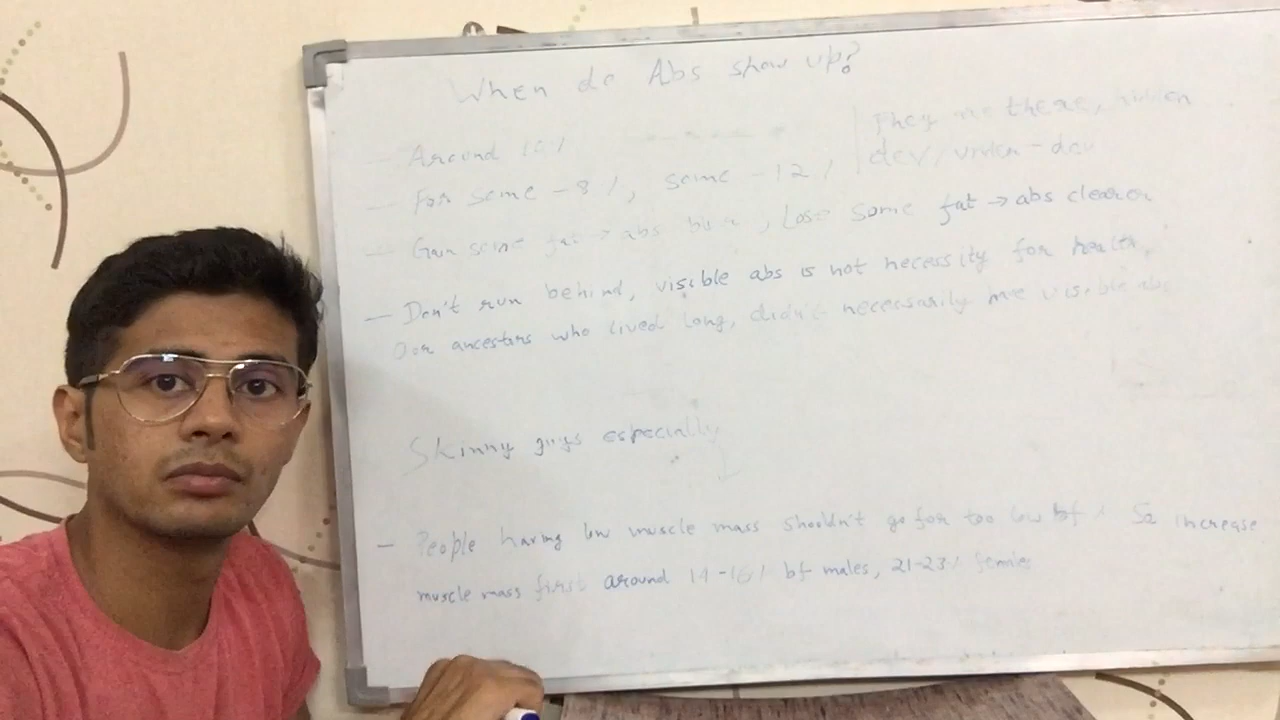 When do Abs show up?
- Around 10%
They are there, hidden
- For some - 8%, some - 12%
dev/unden-dev
- Gain some fat → abs blur, Lose some fat → abs clearer
- Don't run behind, visible abs is not necessity for health,
Our ancestors who lived long, didn't necessarily have visible abs
Skinny guys especially
- People having low muscle mass shouldn't go for too low bf% So increase
muscle mass first around 14-16% bf males, 21-23% females